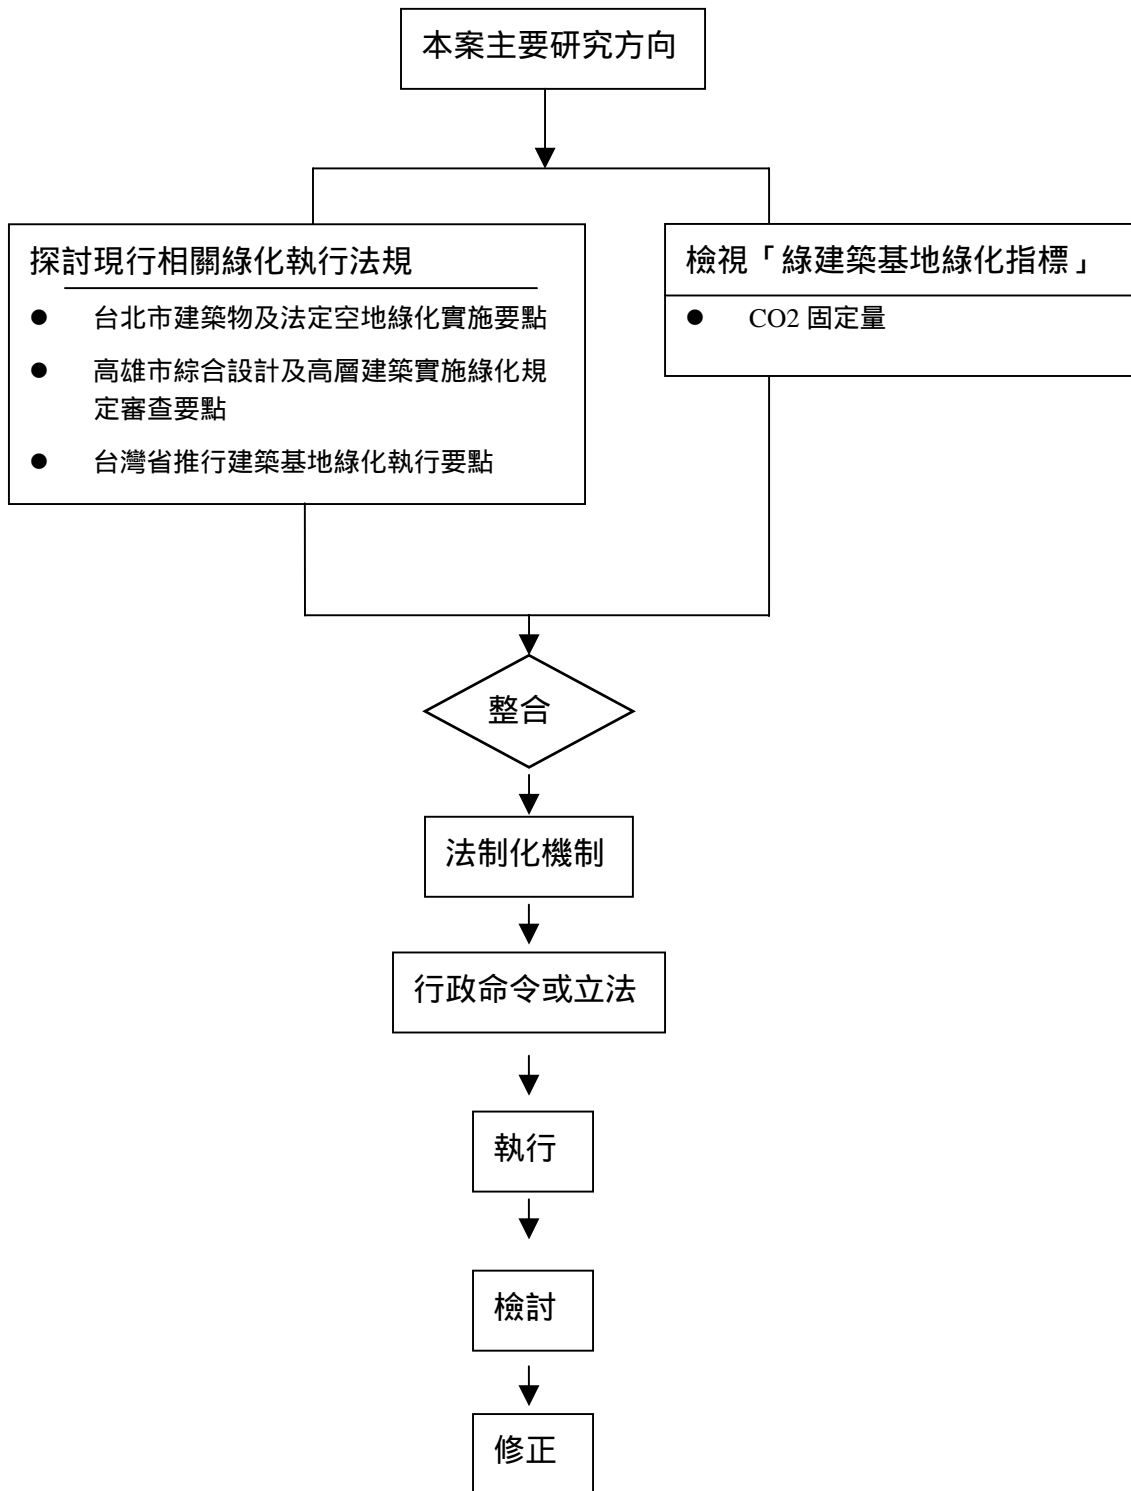 本案主要研究方向
探討現行相關綠化執行法規
● 台北市建築物及法定空地綠化實施要點
● 高雄市綜合設計及高層建築實施綠化規
定審查要點
● 台灣省推行建築基地綠化執行要點
檢視「綠建築基地綠化指標」
● CO2 固定量
整合
法制化機制
行政命令或立法
執行
檢討
修正